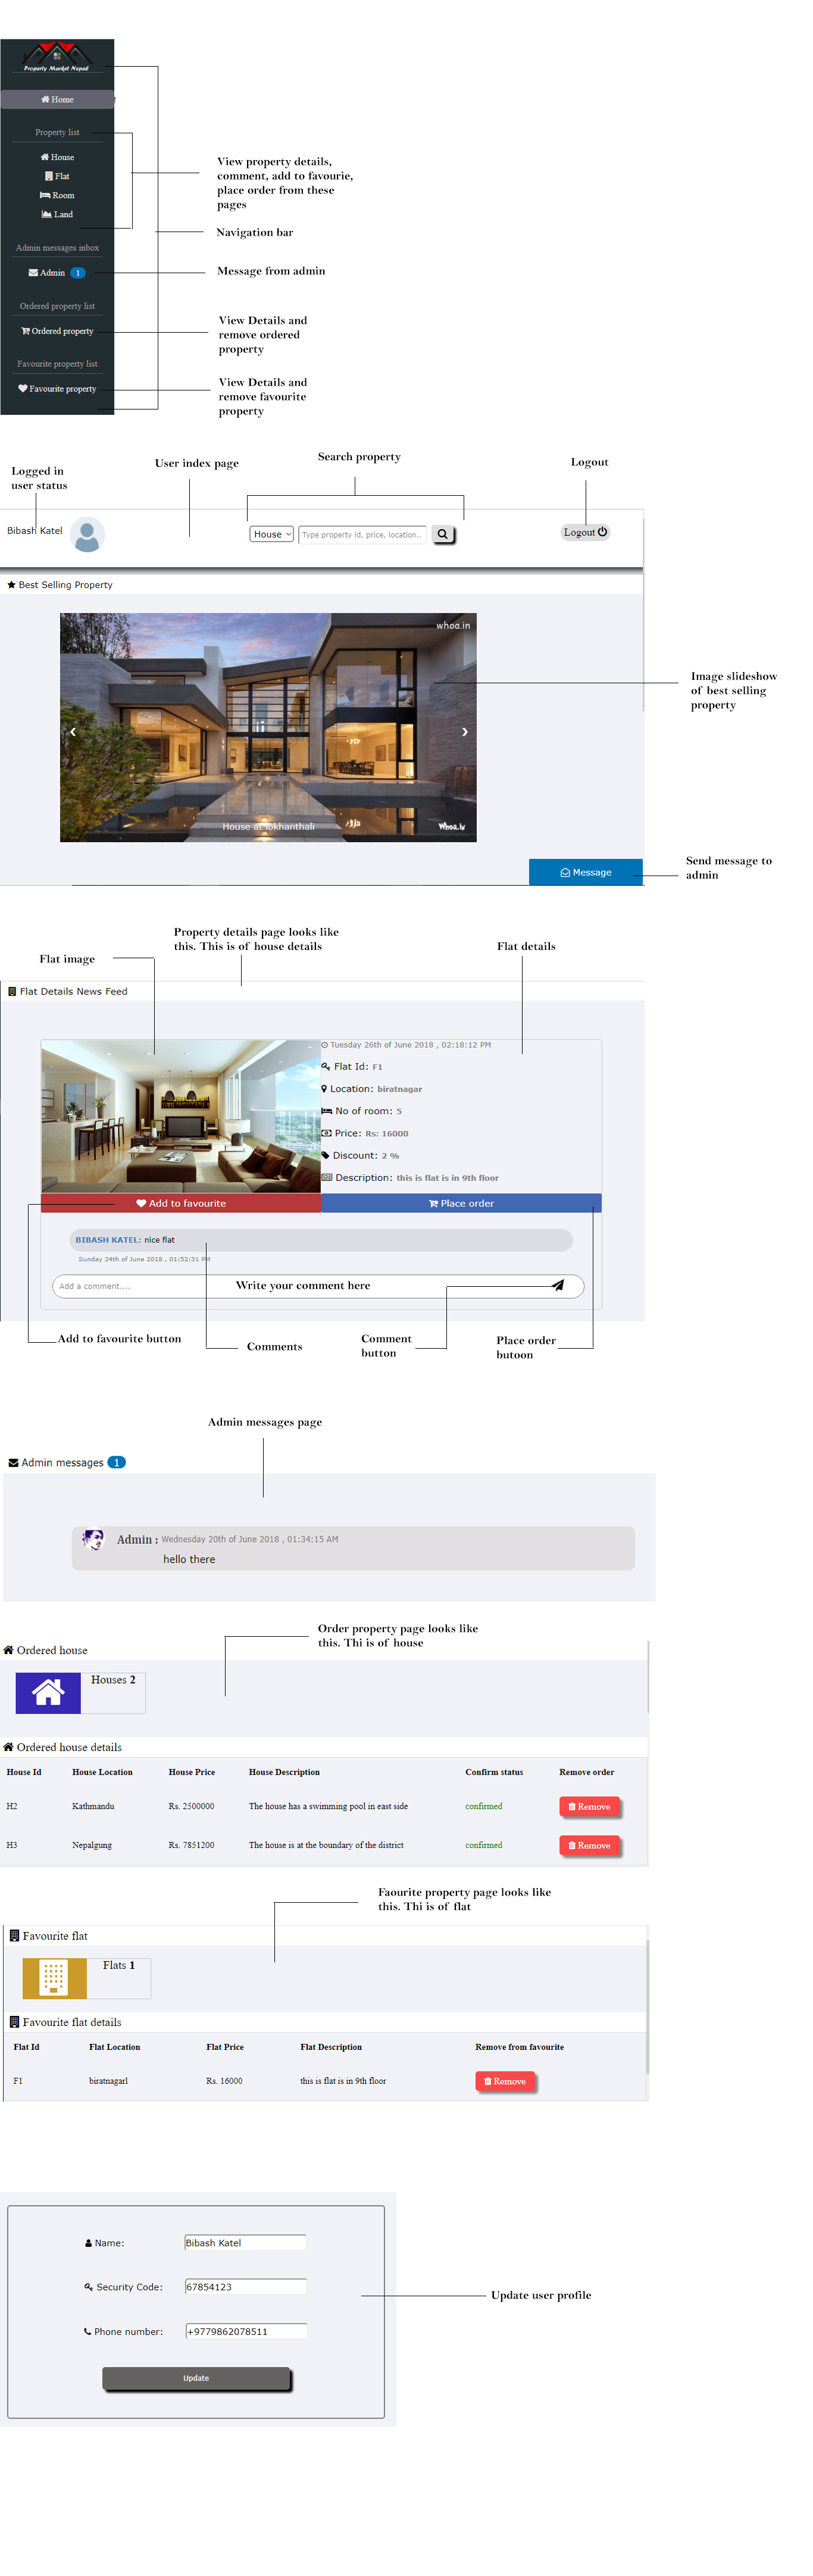 Property Market Nepal
Home
Property list
House
Flat
Room
Land
Admin messages inbox
Admin 1
Ordered property list
Ordered property
Favourite property list
Favourite property
View property details,
comment, add to favourie,
place order from these
pages
Navigation bar
Message from admin
View Details and
remove ordered
property
View Details and
remove favourite
property
Logged in
user status
User index page
Search property
Logout
Bibash Katel
House
Type property id, price, location..
Logout
Best Selling Property
whoa.in
House at lokhanthali
Whoa.in
Image slideshow
of best selling
property
Message
Send message to
admin
Flat image
Property details page looks like
this. This is of house details
Flat details
Flat Details News Feed
Tuesday 26th of June 2018 , 02:18:12 PM
Flat Id: F1
Location: biratnagar
No of room: 5
Price: Rs: 16000
Discount: 2 %
Description: this is flat is in 9th floor
Add to favourite
Place order
BIBASH KATEL: nice flat
Sunday 24th of June 2018 , 01:52:31 PM
Add a comment....
Write your comment here
Add to favourite button
Comments
Comment
button
Place order
butoon
Admin messages page
Admin messages 1
Admin : Wednesday 20th of June 2018 , 01:34:15 AM
hello there
Order property page looks like
this. Thi is of house
Ordered house
Houses 2
Ordered house details
House Id House Location House Price House Description Confirm status Remove order
H2 Kathmandu Rs. 2500000 The house has a swimming pool in east side confirmed Remove
H3 Nepalgung Rs. 7851200 The house is at the boundary of the district confirmed Remove
Faourite property page looks like
this. Thi is of flat
Favourite flat
Flats 1
Favourite flat details
Flat Id Flat Location Flat Price Flat Description Remove from favourite
F1 biratnagarl Rs. 16000 this is flat is in 9th floor Remove
Name: Bibash Katel
Security Code: 67854123
Phone number: +9779862078511
Update
Update user profile